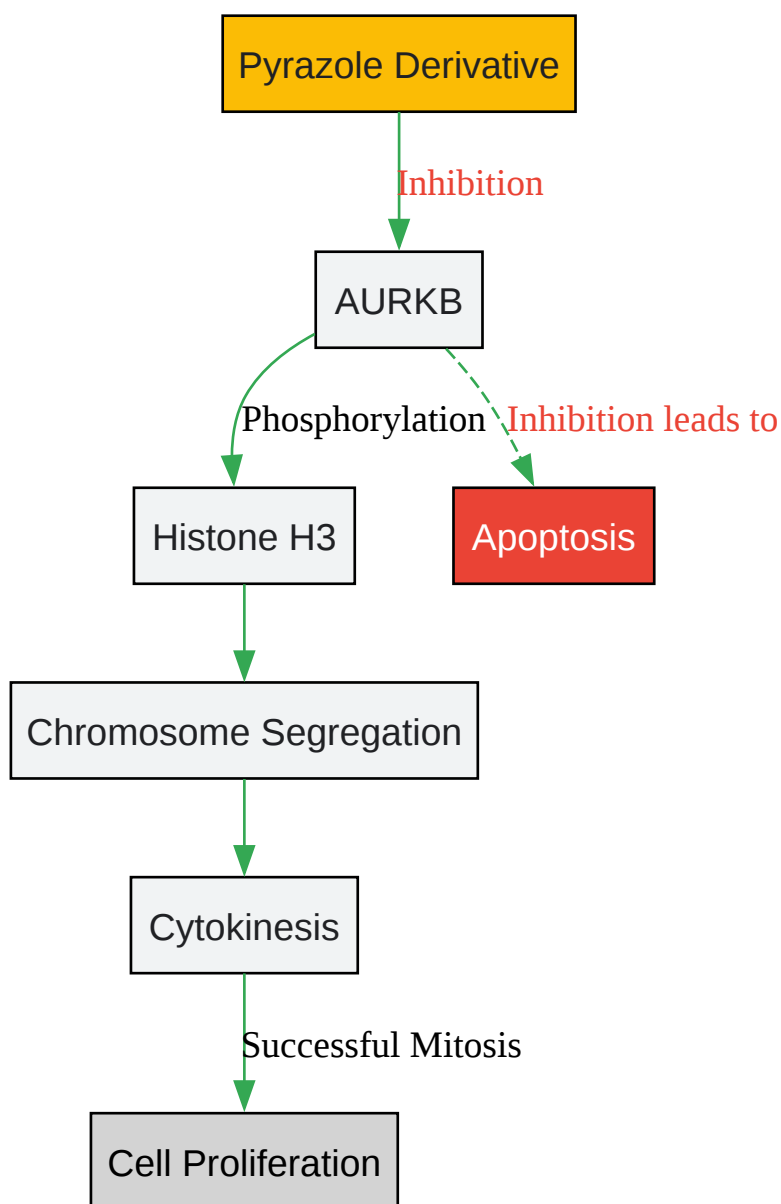 Pyrazole Derivative
Inhibition
AURKB
Phosphorylation
Inhibition leads to
Histone H3
Apoptosis
Chromosome Segregation
Cytokinesis
Successful Mitosis
Cell Proliferation